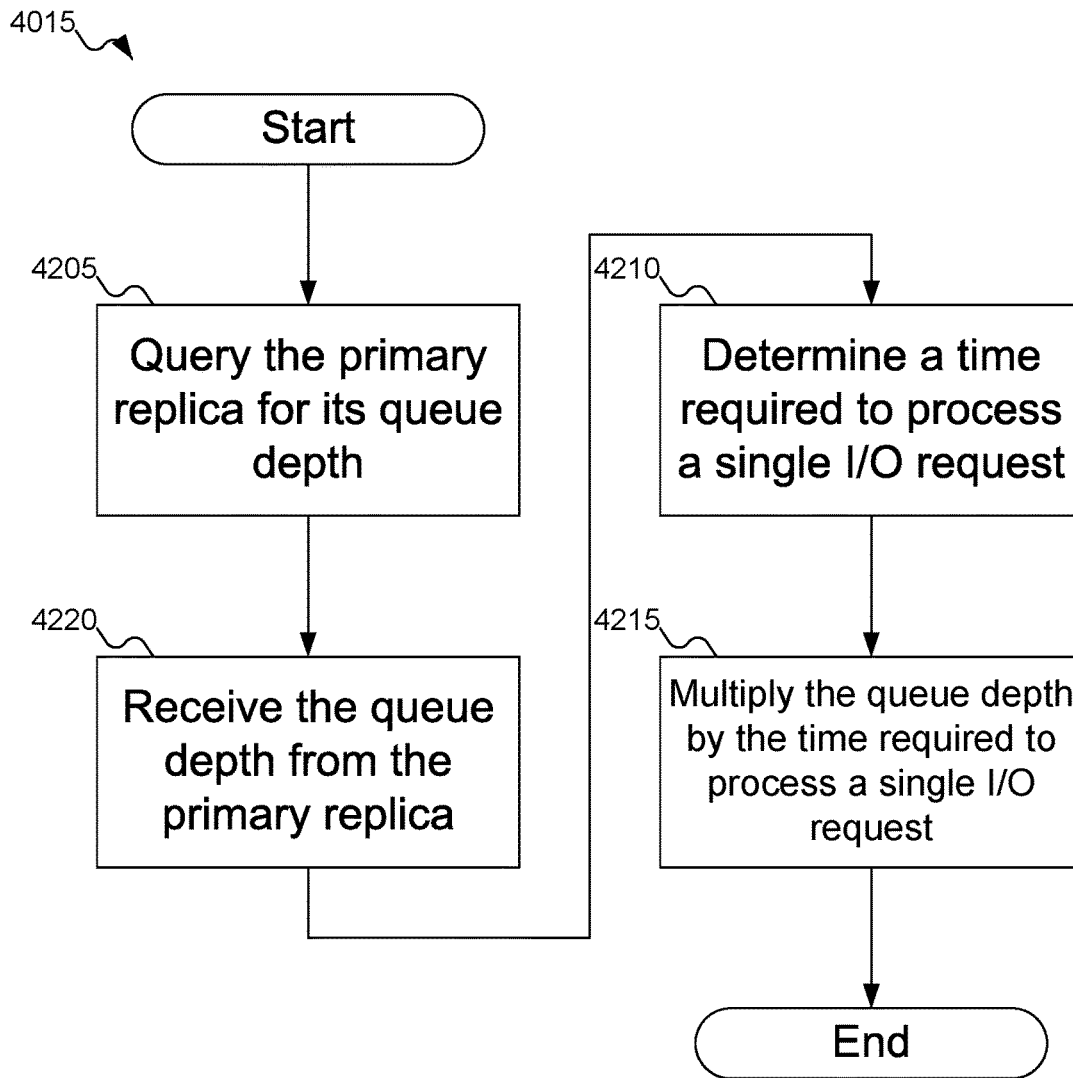 4015
Start
4205
Query the primary
replica for its queue
depth
4220
Receive the queue
depth from the
primary replica
4210
Determine a time
required to process
a single I/O request
4215
Multiply the queue depth
by the time required to
process a single I/O
request
End